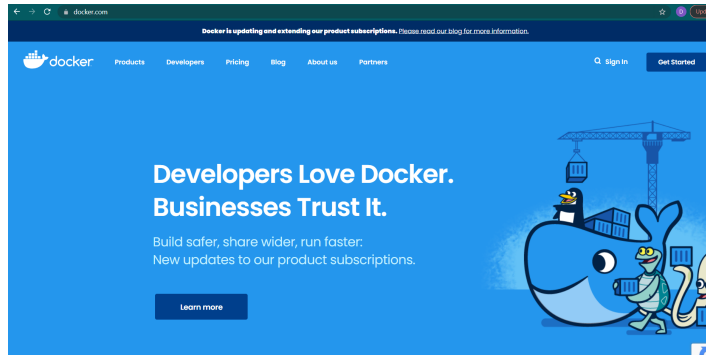 docker.com
Upd
Docker is updating and extending our product subscriptions. Please read our blog for more information.
docker
Products Developers Pricing Blog About us Partners Sign In Get Started
Developers Love Docker.
Businesses Trust It.
Build safer, share wider, run faster:
New updates to our product subscriptions.
Learn more